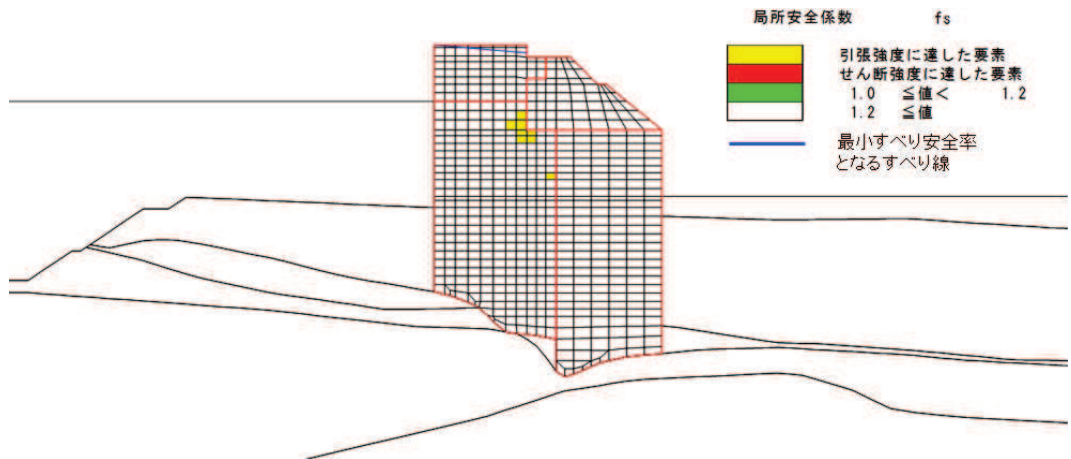 局所安全係数 fs
引張強度に達した要素
せん断強度に達した要素
1.0 ≦値< 1.2
1.2 ≦値
最小すべり安全率
となるすべり線